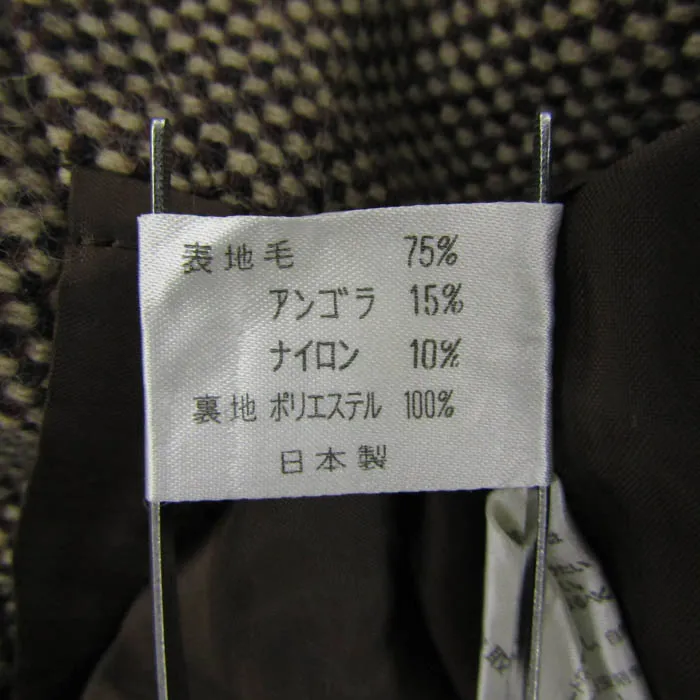 表地毛 75%
アンゴラ 15%
ナイロン 10%
裏地 ポリエステル 100%
日本製